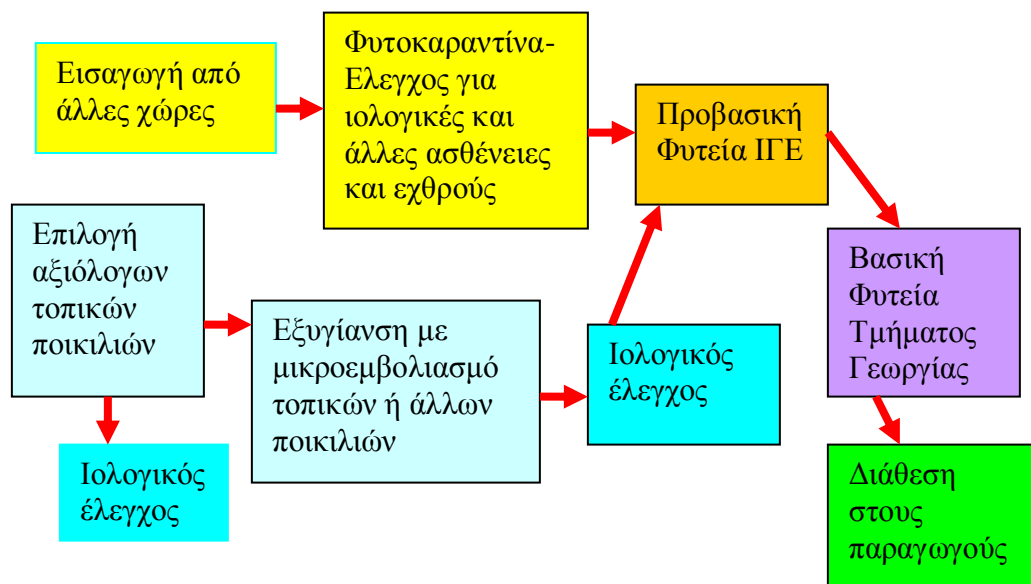 Εισαγωγή από
άλλες χώρες
Φυτοκαραντίνα-
Ελεγχος για
ιολογικές και
άλλες ασθένειες
και εχθρούς
Προβασική
Φυτεία ΙΓΕ
Επιλογή
αξιόλογων
τοπικών
ποικιλιών
Εξυγίανση με
μικροεμβολιασμό
τοπικών ή άλλων
ποικιλιών
Ιολογικός
έλεγχος
Βασική
Φυτεία
Τμήματος
Γεωργίας
Ιολογικός
έλεγχος
Διάθεση
στους
παραγωγούς